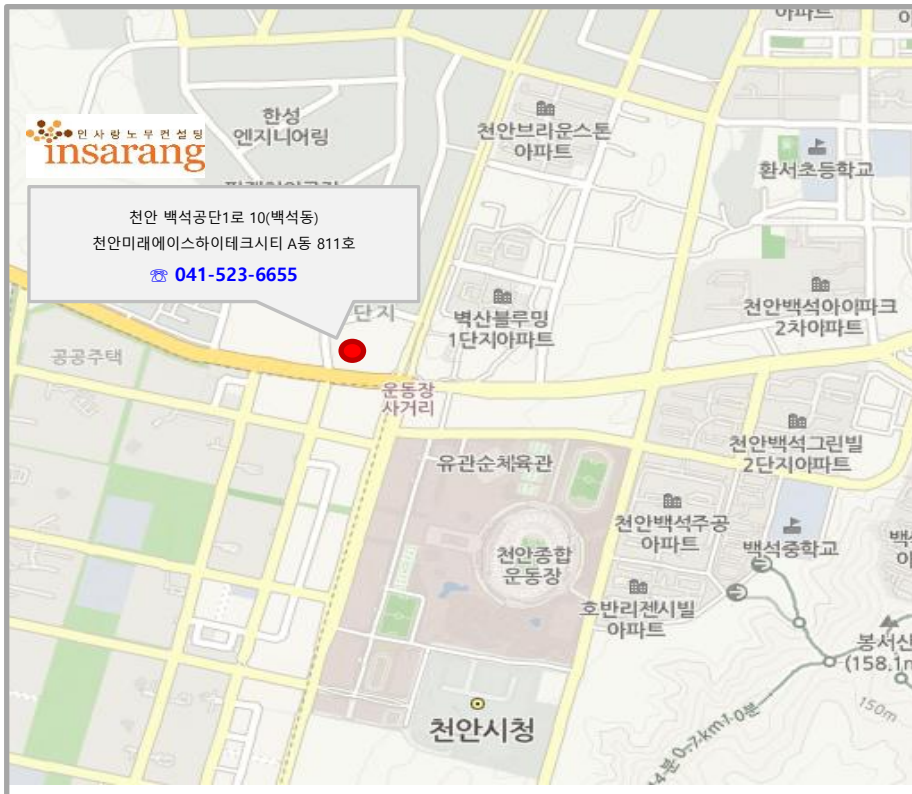 아파트
한성
엔지니어링
천안브라운스톤
아파트
환서초등학교
인사랑노무컨설팅
insarang
천안 백석공단1로 10(백석동)
천안미래에이스하이테크시티 A동 811호
☏ 041-523-6655
단지
벽산블루밍
1단지아파트
천안백석아이파크
2차아파트
공공주택
운동장
사거리
유관순체육관
천안백석그린빌
2단지아파트
천안백석주공
아파트
백석중학교
천안종합
운동장
호반리젠시빌
아파트
봉서산
(158.1m
150m
천안시청
0.7km